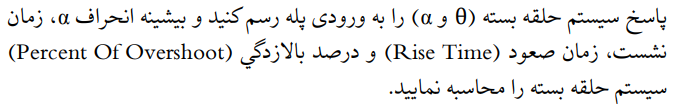 پاسخ سیستم حلقه بسته (θ و α) را به ورودی پله رسم کنید و بیشینه انحراف α، زمان
نشست، زمان صعود (Rise Time) و درصد بالازدگي (Percent Of Overshoot)
سیستم حلقه بسته را محاسبه نمایید.